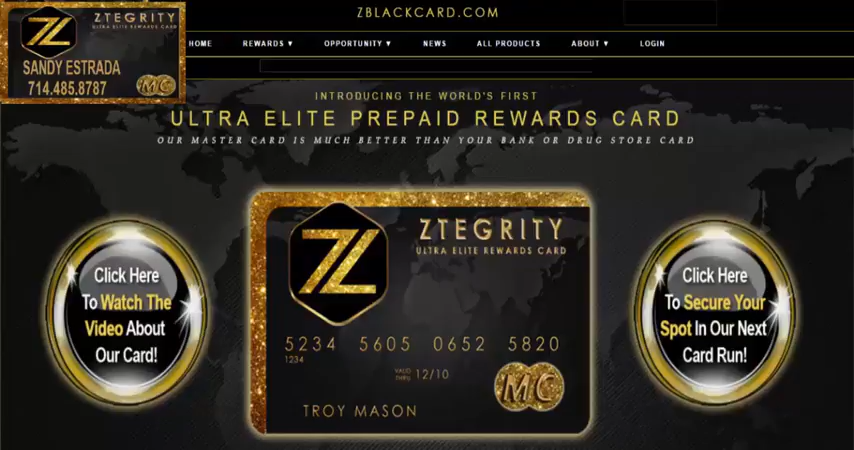 ZBLACKCARD.COM
ZTEGRITY
ULTRA ELITE REWARDS CARD
SANDY ESTRADA
714.485.8787
MC
HOME REWARDS ▼ OPPORTUNITY ▼ NEWS ALL PRODUCTS ABOUT ▼ LOGIN
INTRODUCING THE WORLD'S FIRST
ULTRA ELITE PREPAID REWARDS CARD
OUR MASTER CARD IS MUCH BETTER THAN YOUR BANK OR DRUG STORE CARD
Click Here
To Watch The
Video About
Our Card!
ZTEGRITY
ULTRA ELITE REWARDS CARD
5234 5605 0652 5820
1234
VALID
THRU 12/10
MC
TROY MASON
Click Here
To Secure Your
Spot In Our Next
Card Run!